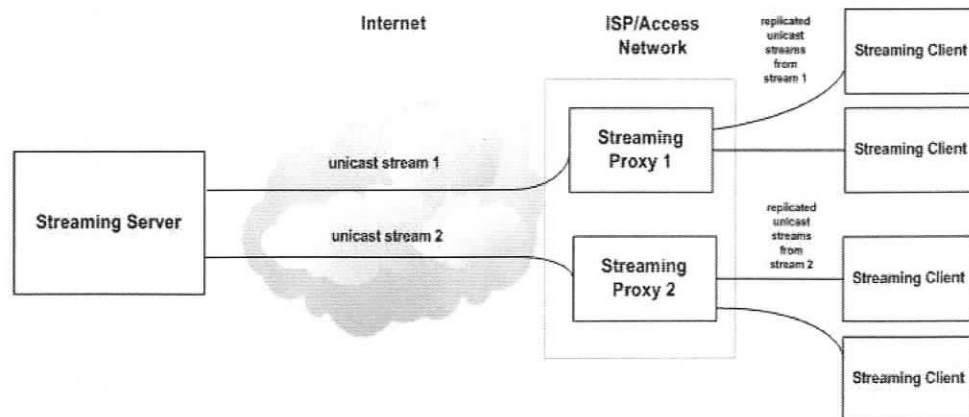 Internet
ISP/Access
Network
replicated
unicast
streams
from
stream 1
Streaming Client
Streaming
Proxy 1
Streaming Client
unicast stream 1
Streaming Server
unicast stream 2
replicated
unicast
streams
from
stream 2
Streaming
Proxy 2
Streaming Client
Streaming Client